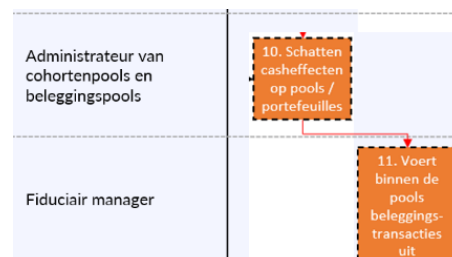 Administrateur van
cohortenpools en
beleggingspools
10. Schatten
casheffecten
op pools /
portefeuilles
Fiduciair manager
11. Voert
binnen de
pools
beleggings-
transacties
uit